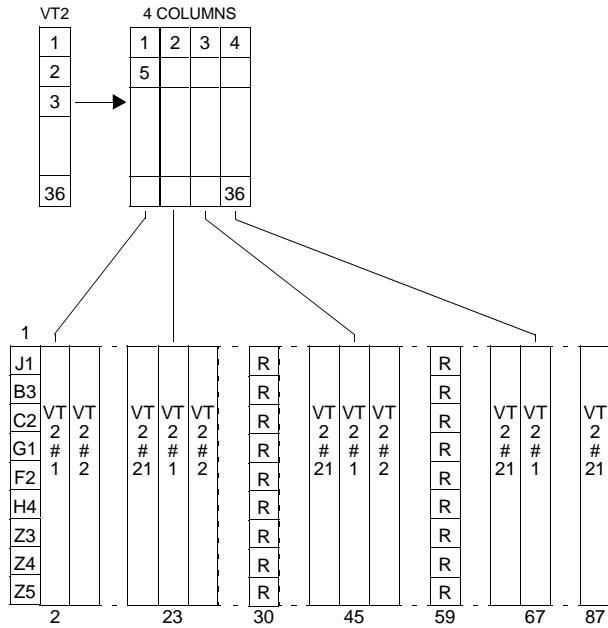 VT2 4 COLUMNS
1 1 2 3 4
2 5
3
36 36
1
J1 R R
B3 R R
C2 VT 2 # 1 VT 2 # 2 VT 2 # 21 VT 2 # 1 VT 2 # 2 R VT 2 # 21 VT 2 # 1 VT 2 # 2 R VT 2 # 21 VT 2 # 1 VT 2 # 21
G1 R R
F2 R R
H4 R R
Z3 R R
Z4 R R
Z5 R R
2 23 30 45 59 67 87